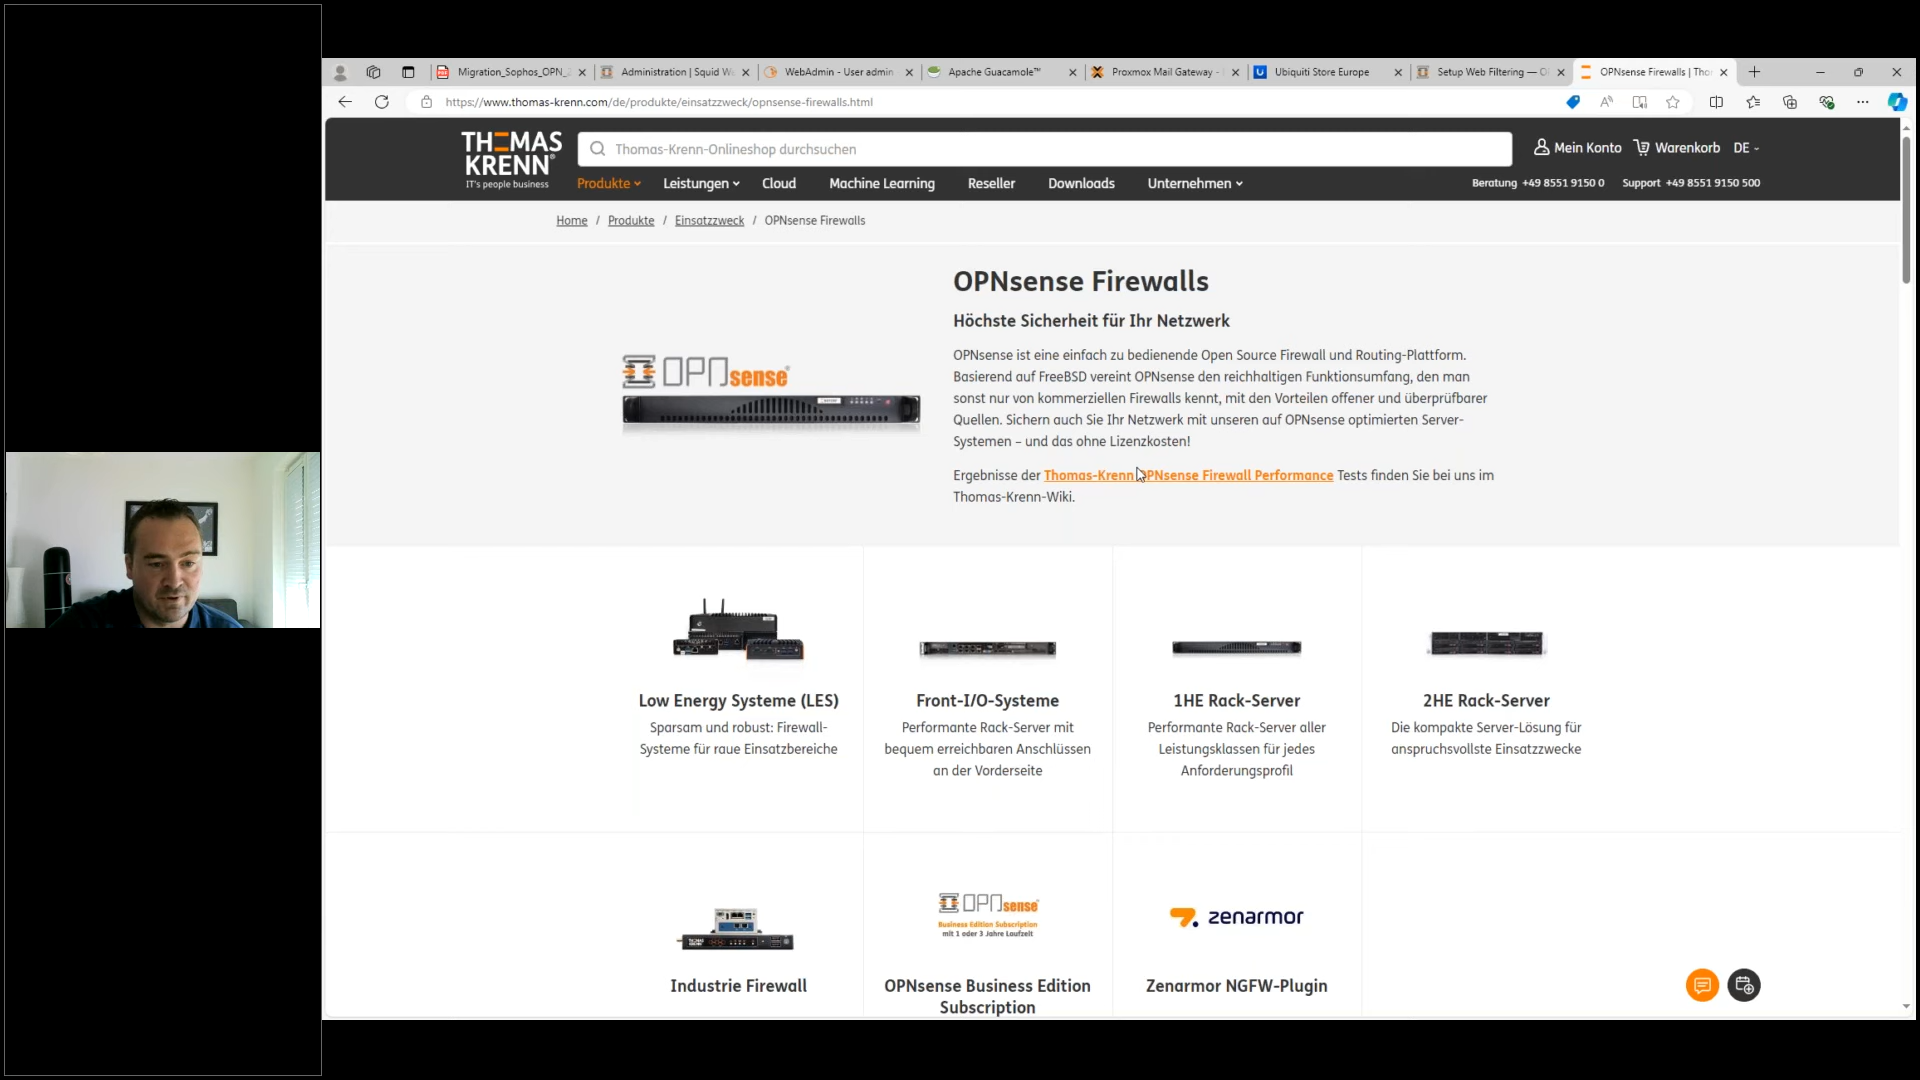 Migration_Sophos_OPN_
Administration | Squid W
WebAdmin - User admin
Apache Guacamole™
Proxmox Mail Gateway -
Ubiquiti Store Europe
Setup Web Filtering — O
OPNsense Firewalls | Tho
https://www.thomas-krenn.com/de/produkte/einsatzzweck/opnsense-firewalls.html
THOMAS
KRENN®
IT's people business
Thomas-Krenn-Onlineshop durchsuchen
Mein Konto
Warenkorb
DE
Produkte
Leistungen
Cloud
Machine Learning
Reseller
Downloads
Unternehmen
Beratung +49 8551 9150 0
Support +49 8551 9150 500
Home / Produkte / Einsatzzweck / OPNsense Firewalls
OPNsense®
OPNsense Firewalls
Höchste Sicherheit für Ihr Netzwerk
OPNsense ist eine einfach zu bedienende Open Source Firewall und Routing-Plattform.
Basierend auf FreeBSD vereint OPNsense den reichhaltigen Funktionsumfang, den man
sonst nur von kommerziellen Firewalls kennt, mit den Vorteilen offener und überprüfbarer
Quellen. Sichern auch Sie Ihr Netzwerk mit unseren auf OPNsense optimierten Server-
Systemen – und das ohne Lizenzkosten!
Ergebnisse der Thomas-Krenn OPNsense Firewall Performance Tests finden Sie bei uns im
Thomas-Krenn-Wiki.
Low Energy Systeme (LES)
Sparsam und robust: Firewall-
Systeme für raue Einsatzbereiche
Front-I/O-Systeme
Performante Rack-Server mit
bequem erreichbaren Anschlüssen
an der Vorderseite
1HE Rack-Server
Performante Rack-Server aller
Leistungsklassen für jedes
Anforderungsprofil
2HE Rack-Server
Die kompakte Server-Lösung für
anspruchsvollste Einsatzzwecke
Industrie Firewall
OPNsense
Business Edition Subscription
mit 1 oder 3 Jahre Laufzeit
OPNsense Business Edition
Subscription
zenarmor
Zenarmor NGFW-Plugin